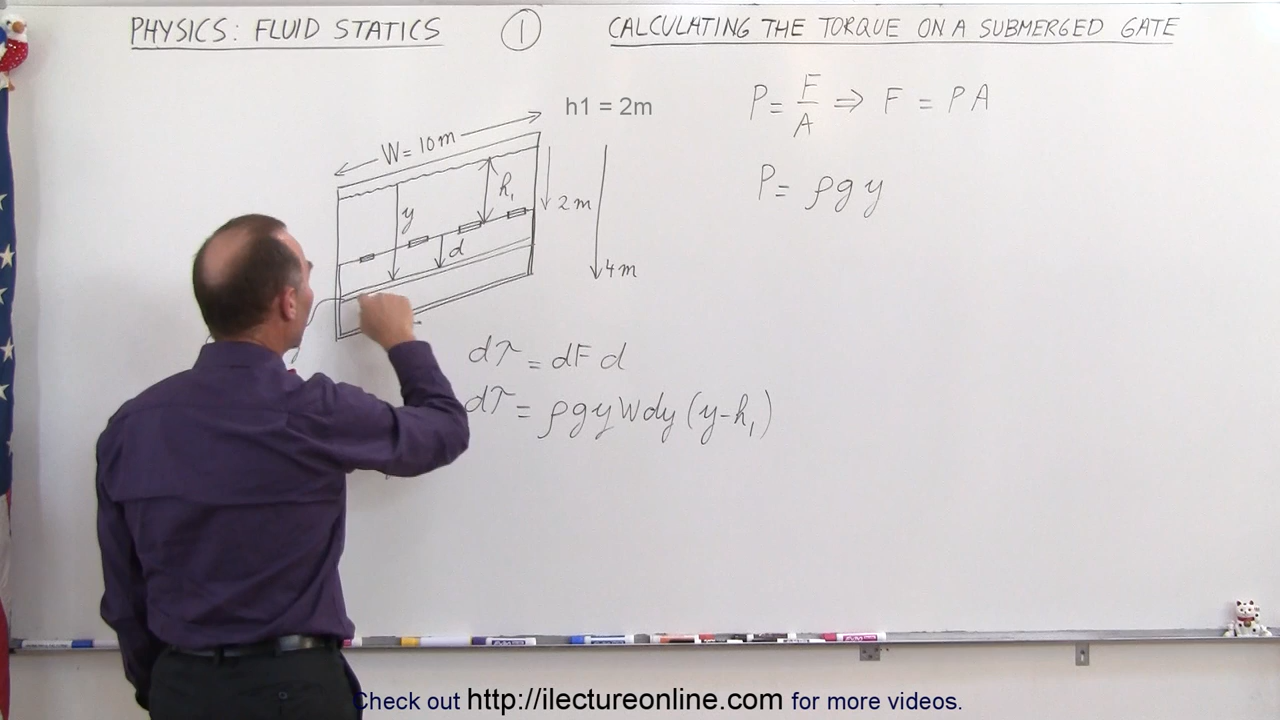 PHYSICS: FLUID STATICS ① CALCULATING THE TORQUE ON A SUBMERGED GATE
h1 = 2m
W = 10m
P = F/A ⇒ F = PA
h₁
P = ρgy
y
2m
d
4m
dτ = dF d
dτ = ρgyWdy(y-h₁)
Check out http://ilectureonline.com for more videos.